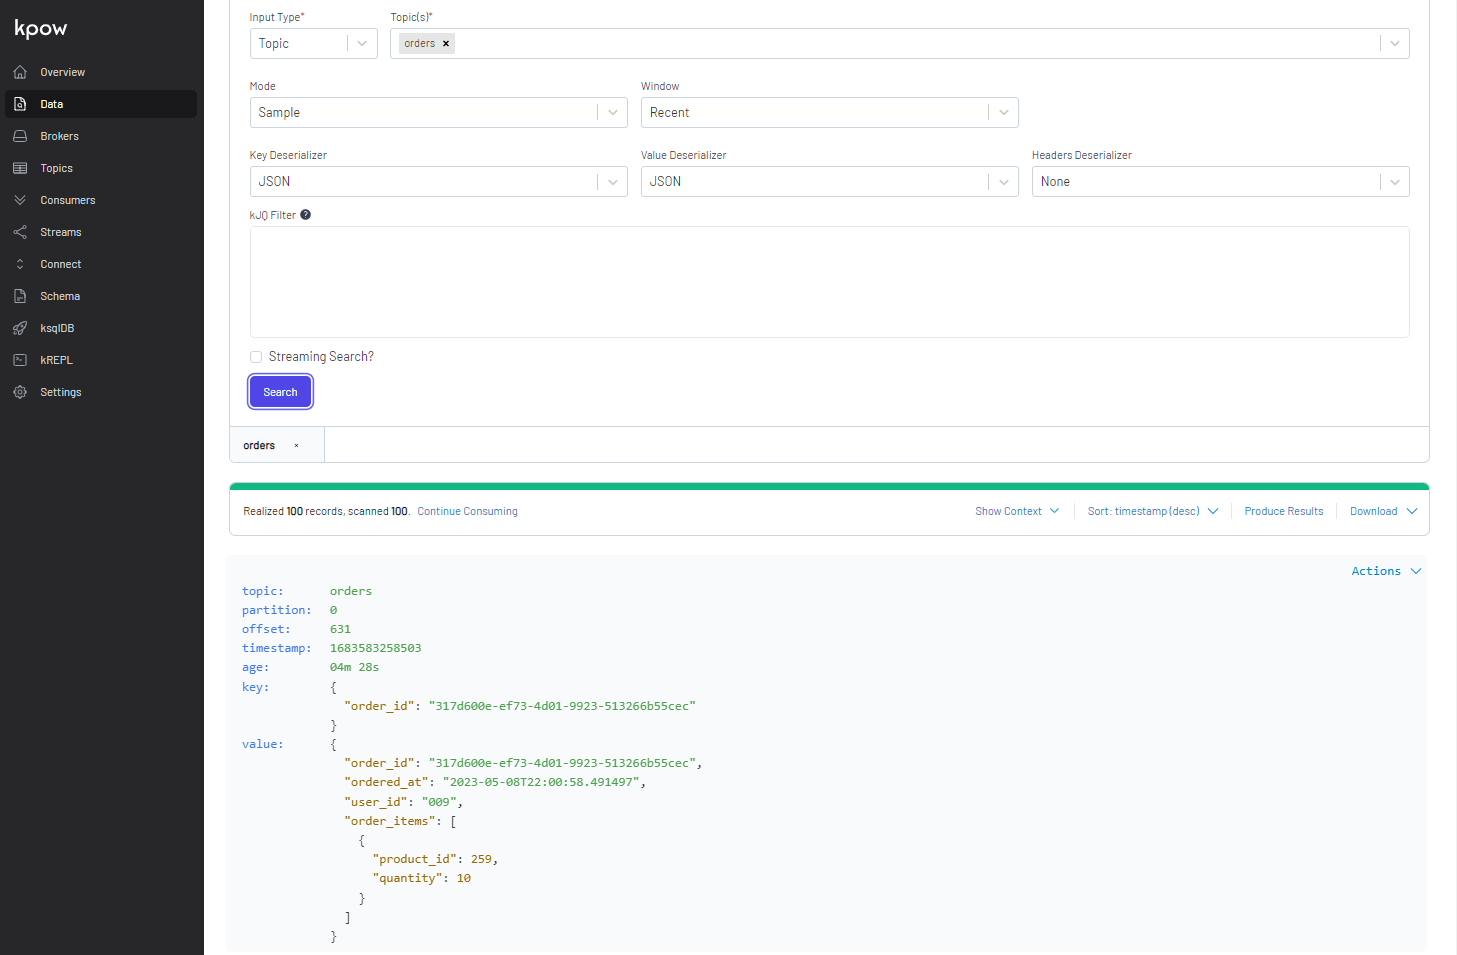 kpow
Overview
Data
Brokers
Topics
Consumers
Streams
Connect
Schema
ksqlDB
kREPL
Settings
Input Type* Topic(s)*
Topic orders ×
Mode Window
Sample Recent
Key Deserializer Value Deserializer Headers Deserializer
JSON JSON None
kJQ Filter ?
Streaming Search?
Search
orders ×
Realized 100 records, scanned 100. Continue Consuming Show Context Sort: timestamp (desc) Produce Results Download
Actions
topic: orders
partition: 0
offset: 631
timestamp: 1683583258503
age: 04m 28s
key: {
"order_id": "317d600e-ef73-4d01-9923-513266b55cec"
}
value: {
"order_id": "317d600e-ef73-4d01-9923-513266b55cec",
"ordered_at": "2023-05-08T22:00:58.491497",
"user_id": "009",
"order_items": [
{
"product_id": 259,
"quantity": 10
}
]
}